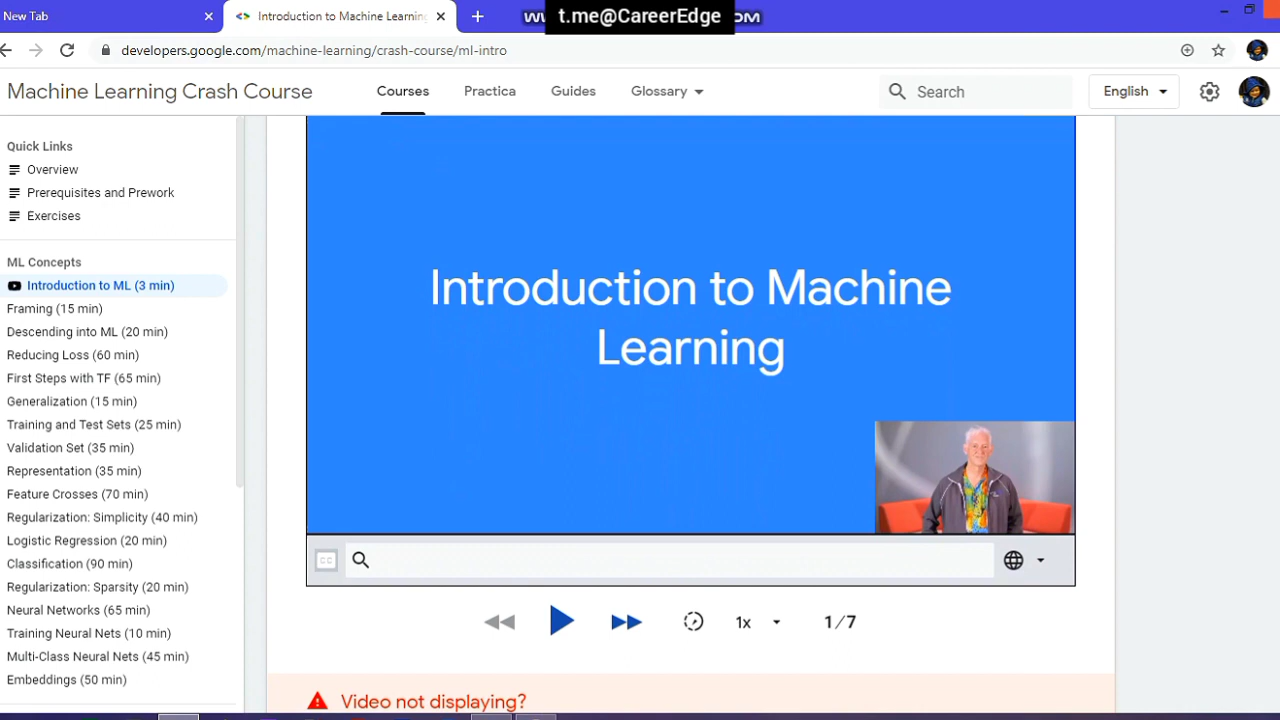 New Tab
Introduction to Machine Learning
t.me@CareerEdge
developers.google.com/machine-learning/crash-course/ml-intro
Machine Learning Crash Course
Courses
Practica
Guides
Glossary
Search
English
Quick Links
Overview
Prerequisites and Prework
Exercises
ML Concepts
Introduction to ML (3 min)
Framing (15 min)
Descending into ML (20 min)
Reducing Loss (60 min)
First Steps with TF (65 min)
Generalization (15 min)
Training and Test Sets (25 min)
Validation Set (35 min)
Representation (35 min)
Feature Crosses (70 min)
Regularization: Simplicity (40 min)
Logistic Regression (20 min)
Classification (90 min)
Regularization: Sparsity (20 min)
Neural Networks (65 min)
Training Neural Nets (10 min)
Multi-Class Neural Nets (45 min)
Embeddings (50 min)
Introduction to Machine
Learning
CC
1x
1/7
Video not displaying?